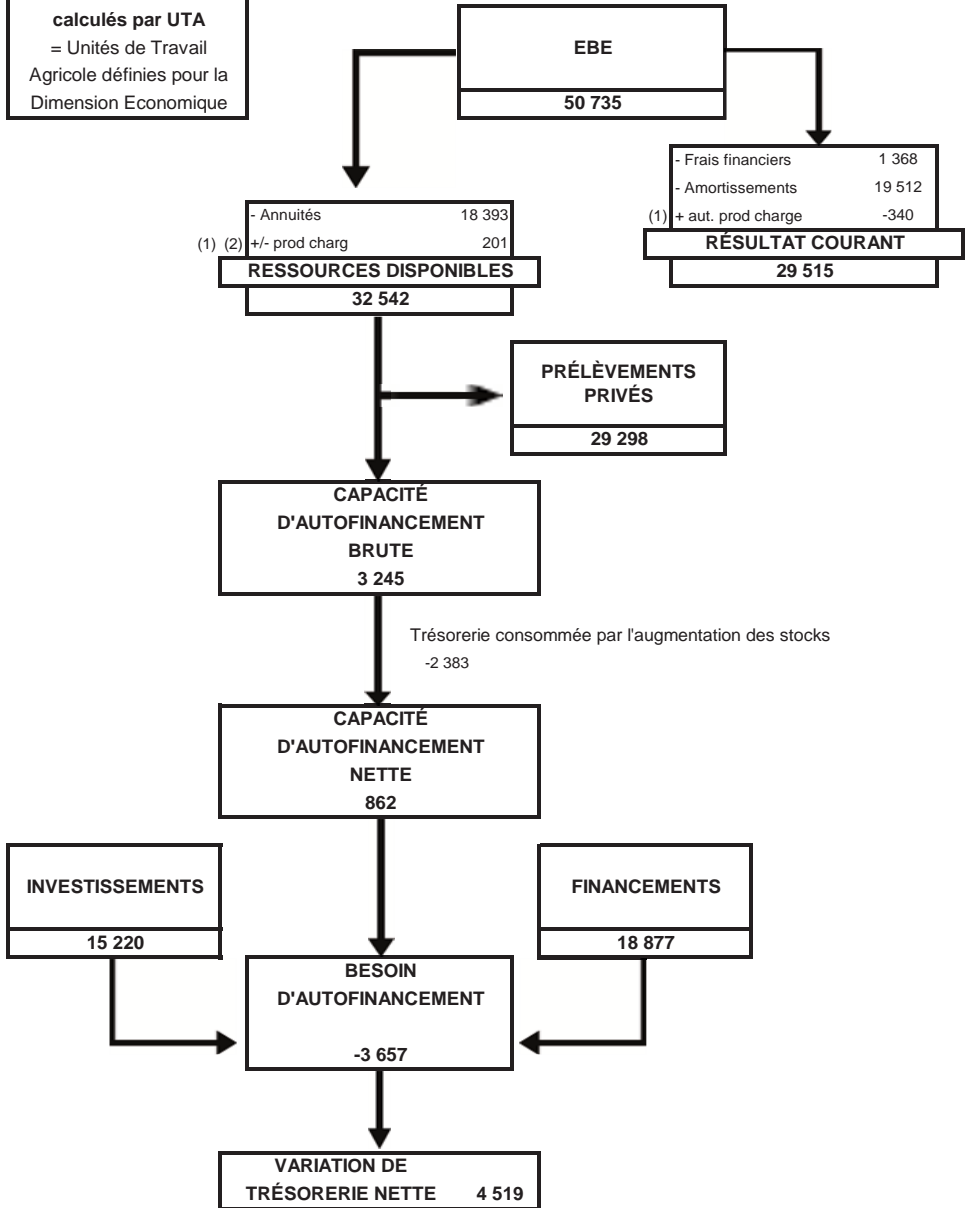 calculés par UTA
= Unités de Travail
Agricole définies pour la
Dimension Economique
EBE
50 735
- Frais financiers 1 368
- Amortissements 19 512
(1) + aut. prod charge -340
RÉSULTAT COURANT
29 515
- Annuités 18 393
(1) (2) +/- prod charg 201
RESSOURCES DISPONIBLES
32 542
PRÉLÈVEMENTS
PRIVÉS
29 298
CAPACITÉ
D'AUTOFINANCEMENT
BRUTE
3 245
Trésorerie consommée par l'augmentation des stocks
-2 383
CAPACITÉ
D'AUTOFINANCEMENT
NETTE
862
INVESTISSEMENTS
15 220
FINANCEMENTS
18 877
BESOIN
D'AUTOFINANCEMENT
-3 657
VARIATION DE
TRÉSORERIE NETTE 4 519